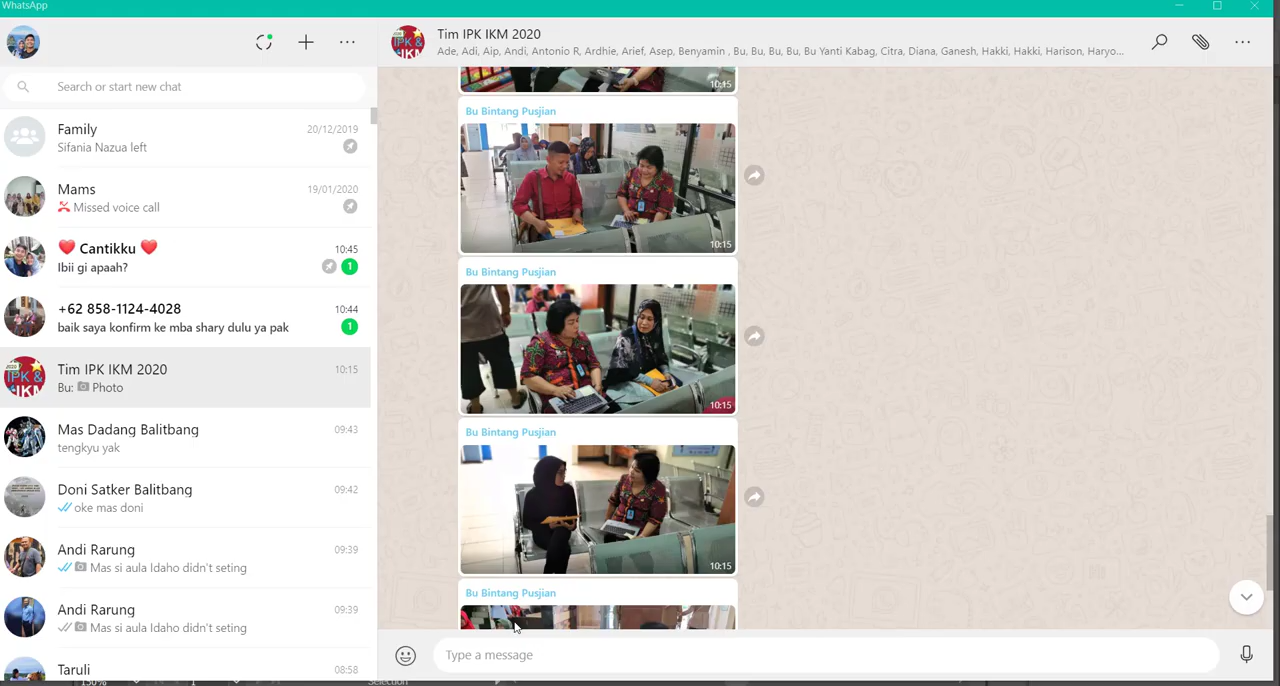 WhatsApp
Search or start new chat
Family
20/12/2019
Sifania Nazua left
Mams
19/01/2020
Missed voice call
❤️ Cantikku ❤️
10:45
Ibii gi apaah?
1
+62 858-1124-4028
10:44
baik saya konfirm ke mba shary dulu ya pak
1
Tim IPK IKM 2020
10:15
Bu: Photo
Mas Dadang Balitbang
09:43
tengkyu yak
Doni Satker Balitbang
09:42
oke mas doni
Andi Rarung
09:39
Mas si aula Idaho didn't seting
Andi Rarung
09:39
Mas si aula Idaho didn't seting
Taruli
08:58
Tim IPK IKM 2020
Ade, Adi, Aip, Andi, Antonio R, Ardhie, Arief, Asep, Benyamin , Bu, Bu, Bu, Bu, Bu Yanti Kabag, Citra, Diana, Ganesh, Hakki, Hakki, Harison, Haryo...
10:15
Bu Bintang Pusjian
10:15
Bu Bintang Pusjian
10:15
Bu Bintang Pusjian
10:15
Bu Bintang Pusjian
Type a message
150%
1
Selection